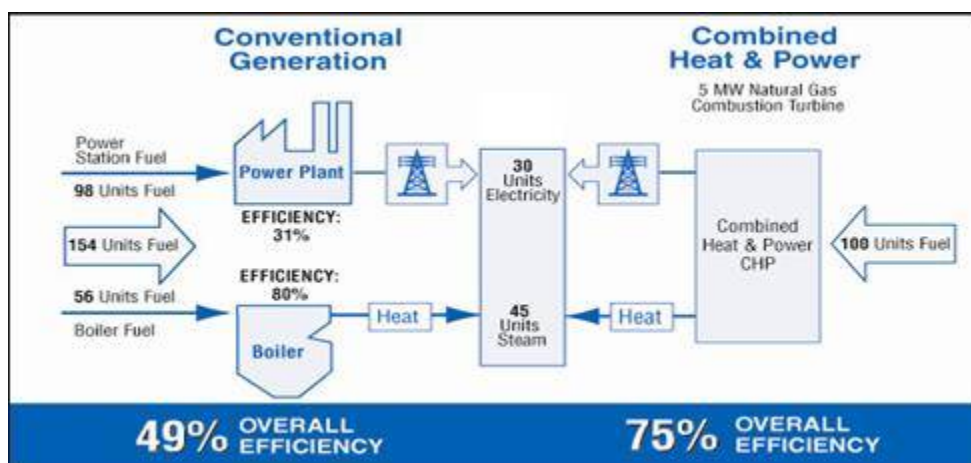 Conventional
Generation
Combined
Heat & Power
5 MW Natural Gas
Combustion Turbine
Power
Station Fuel
98 Units Fuel
Power Plant
EFFICIENCY:
31%
154 Units Fuel
EFFICIENCY:
80%
56 Units Fuel
Boiler Fuel
Boiler
Heat
30
Units
Electricity
45
Units
Steam
Heat
Combined
Heat & Power
CHP
100 Units Fuel
49% OVERALL
EFFICIENCY
75% OVERALL
EFFICIENCY